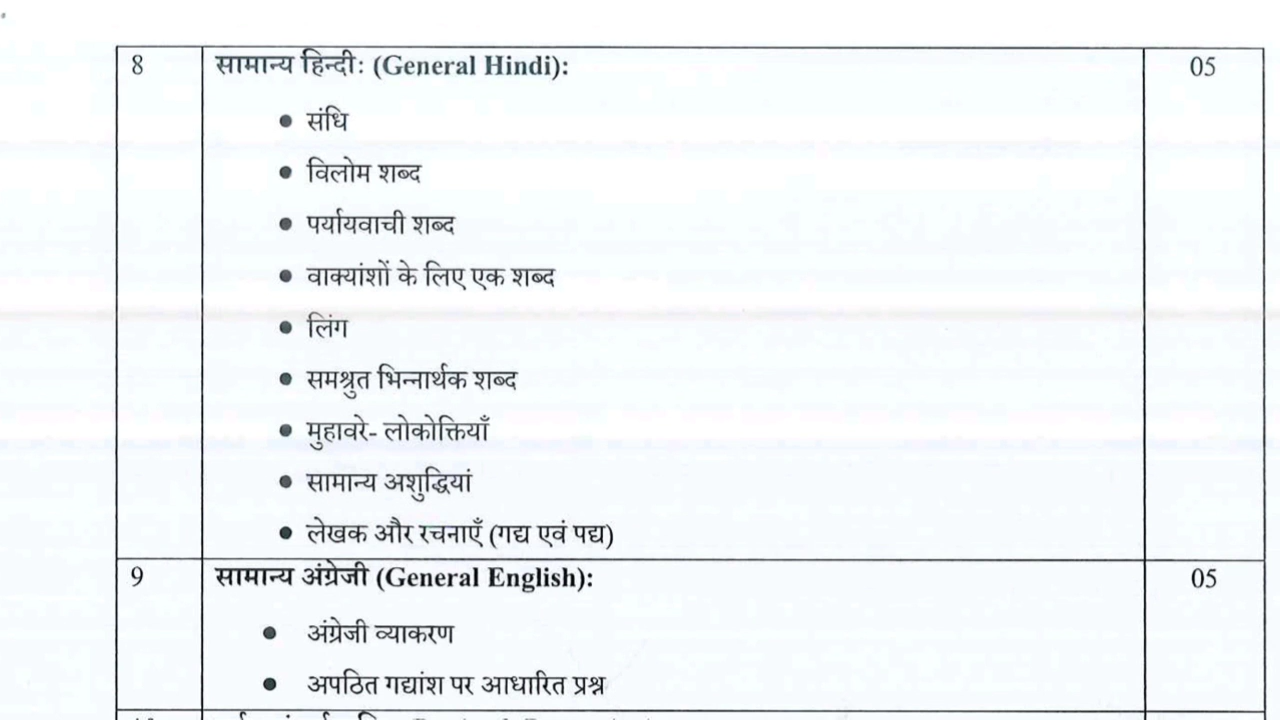 8 सामान्य हिन्दी: (General Hindi): 05
● संधि
● विलोम शब्द
● पर्यायवाची शब्द
● वाक्यांशों के लिए एक शब्द
● लिंग
● समश्रुत भिन्नार्थक शब्द
● मुहावरे- लोकोक्तियाँ
● सामान्य अशुद्धियां
● लेखक और रचनाएँ (गद्य एवं पद्य)
9 सामान्य अंग्रेजी (General English): 05
● अंग्रेजी व्याकरण
● अपठित गद्यांश पर आधारित प्रश्न